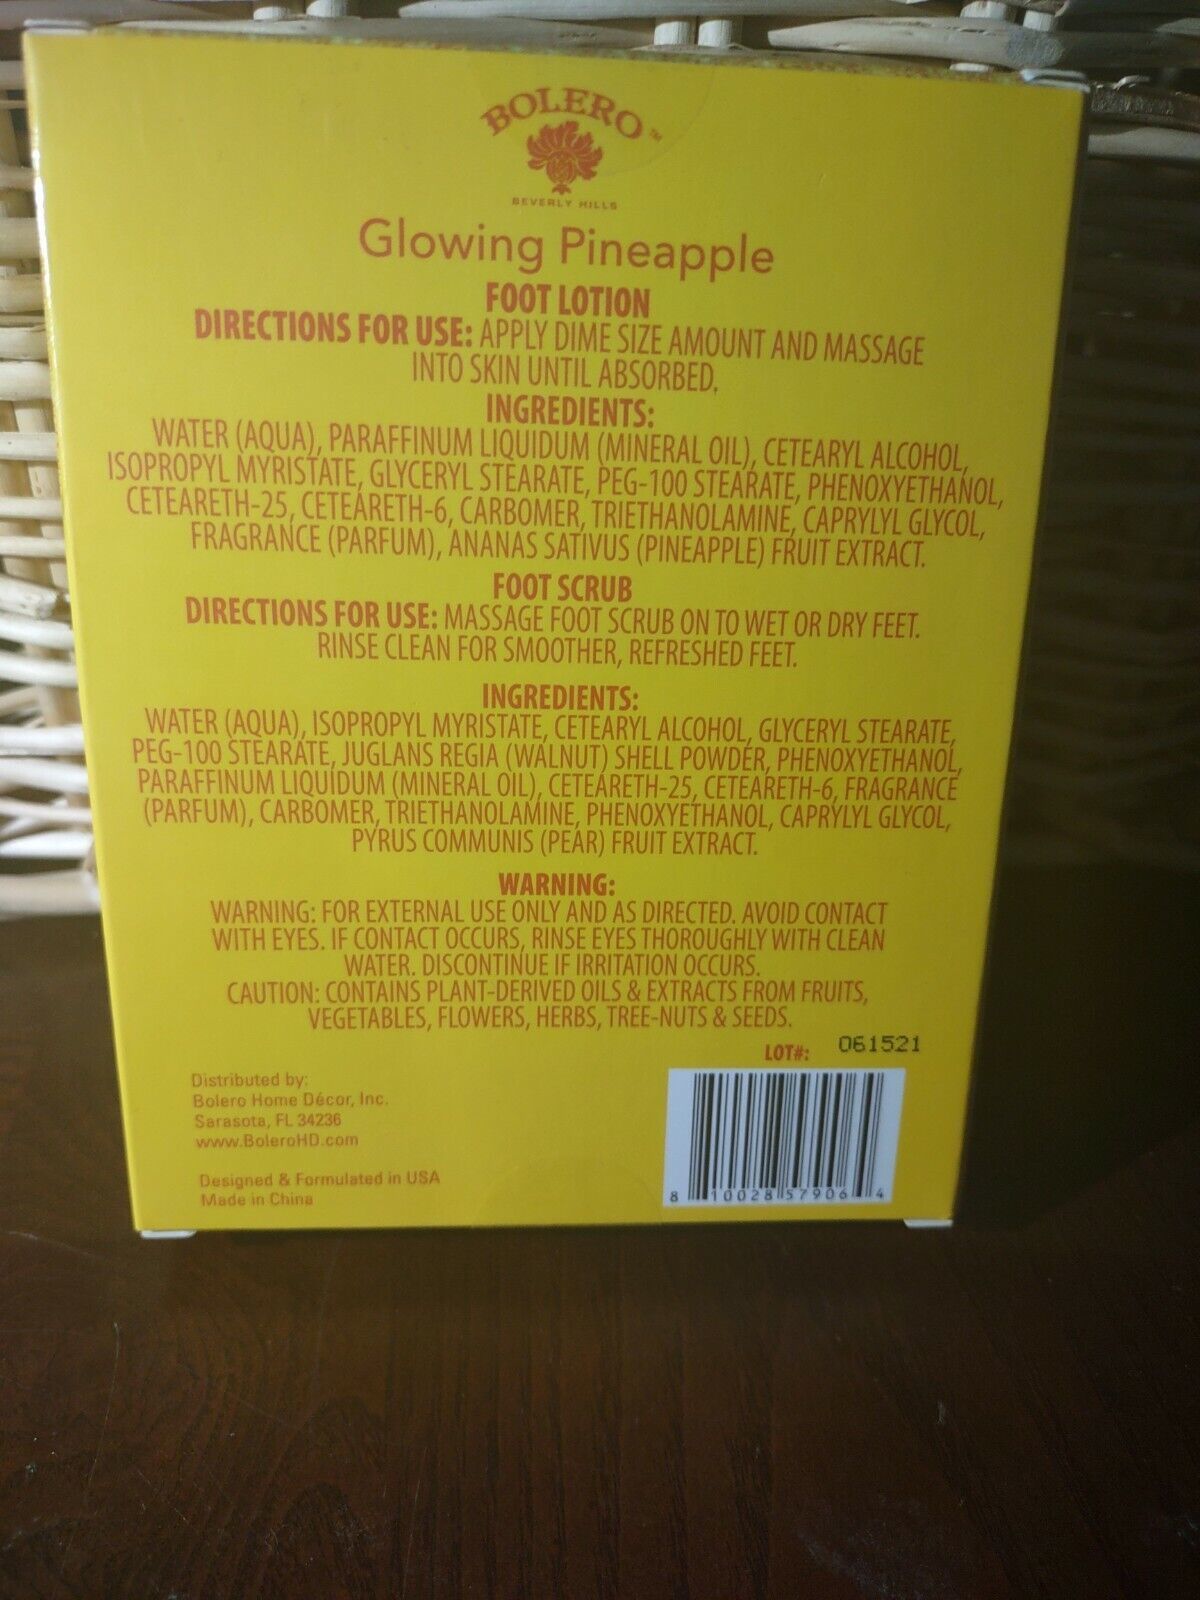 BOLERO™
BEVERLY HILLS
Glowing Pineapple
FOOT LOTION
DIRECTIONS FOR USE: APPLY DIME SIZE AMOUNT AND MASSAGE
INTO SKIN UNTIL ABSORBED.
INGREDIENTS:
WATER (AQUA), PARAFFINUM LIQUIDUM (MINERAL OIL), CETEARYL ALCOHOL,
ISOPROPYL MYRISTATE, GLYCERYL STEARATE, PEG-100 STEARATE, PHENOXYETHANOL,
CETEARETH-25, CETEARETH-6, CARBOMER, TRIETHANOLAMINE, CAPRYLYL GLYCOL,
FRAGRANCE (PARFUM), ANANAS SATIVUS (PINEAPPLE) FRUIT EXTRACT.
FOOT SCRUB
DIRECTIONS FOR USE: MASSAGE FOOT SCRUB ON TO WET OR DRY FEET.
RINSE CLEAN FOR SMOOTHER, REFRESHED FEET.
INGREDIENTS:
WATER (AQUA), ISOPROPYL MYRISTATE, CETEARYL ALCOHOL, GLYCERYL STEARATE,
PEG-100 STEARATE, JUGLANS REGIA (WALNUT) SHELL POWDER, PHENOXYETHANOL,
PARAFFINUM LIQUIDUM (MINERAL OIL), CETEARETH-25, CETEARETH-6, FRAGRANCE
(PARFUM), CARBOMER, TRIETHANOLAMINE, PHENOXYETHANOL, CAPRYLYL GLYCOL,
PYRUS COMMUNIS (PEAR) FRUIT EXTRACT.
WARNING:
WARNING: FOR EXTERNAL USE ONLY AND AS DIRECTED. AVOID CONTACT
WITH EYES. IF CONTACT OCCURS, RINSE EYES THOROUGHLY WITH CLEAN
WATER. DISCONTINUE IF IRRITATION OCCURS.
CAUTION: CONTAINS PLANT-DERIVED OILS & EXTRACTS FROM FRUITS,
VEGETABLES, FLOWERS, HERBS, TREE-NUTS & SEEDS.
LOT#: 061521
Distributed by:
Bolero Home Décor, Inc.
Sarasota, FL 34236
www.BoleroHD.com
Designed & Formulated in USA
Made in China
8 10028 57906 4